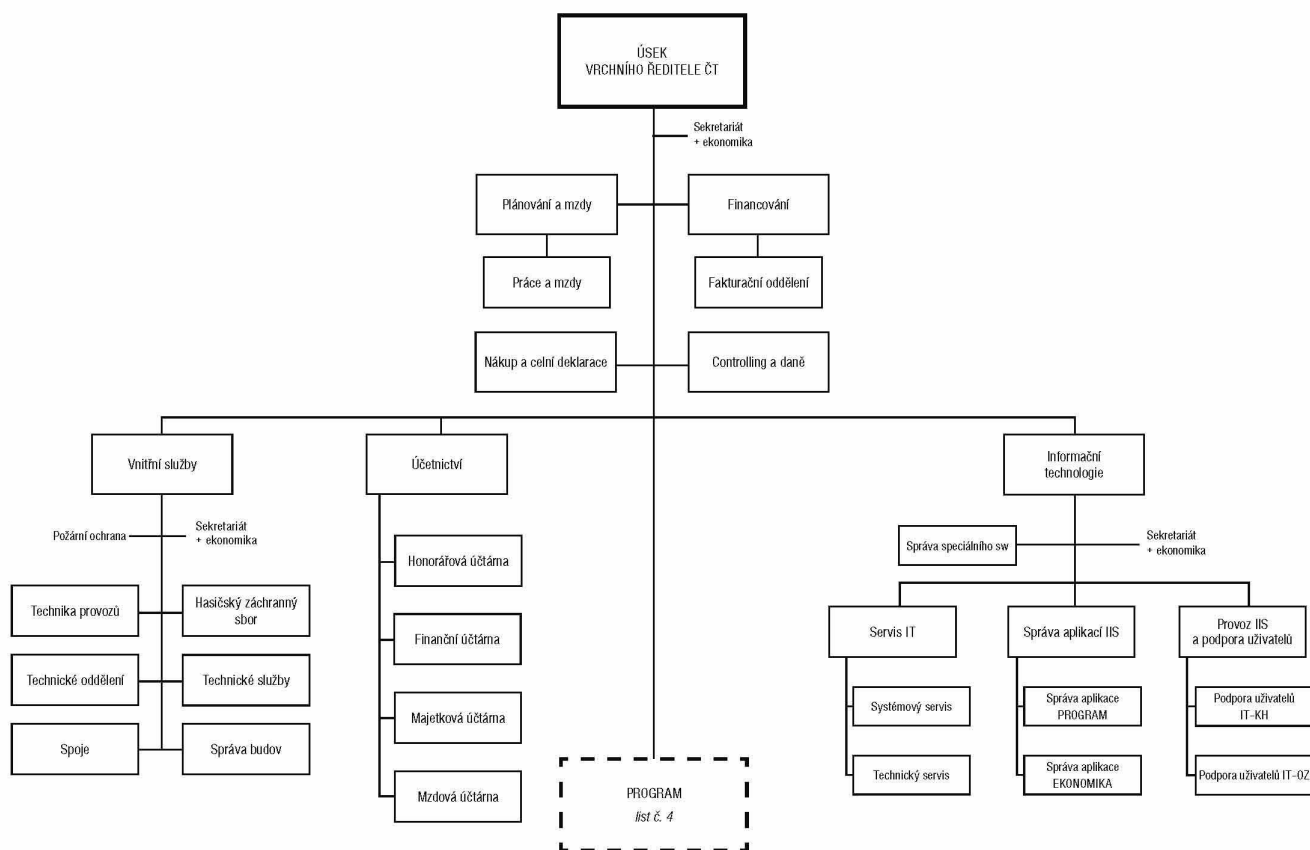 ÚSEK
VRCHNÍHO ŘEDITELE ČT
Sekretariát
+ ekonomika
Plánování a mzdy
Financování
Práce a mzdy
Fakturační oddělení
Nákup a celní deklarace
Controlling a daně
Vnitřní služby
Účetnictví
Informační
technologie
Požární ochrana
Sekretariát
+ ekonomika
Správa speciálního sw
Sekretariát
+ ekonomika
Honorářová účtárna
Technika provozů
Hasičský záchranný
sbor
Servis IT
Správa aplikací IIS
Provoz IIS
a podpora uživatelů
Finanční účtárna
Technické oddělení
Technické služby
Systémový servis
Správa aplikace
PROGRAM
Podpora uživatelů
IT-KH
Majetková účtárna
Spoje
Správa budov
Technický servis
Správa aplikace
EKONOMIKA
Podpora uživatelů IT-OZ
Mzdová účtárna
PROGRAM
list č. 4